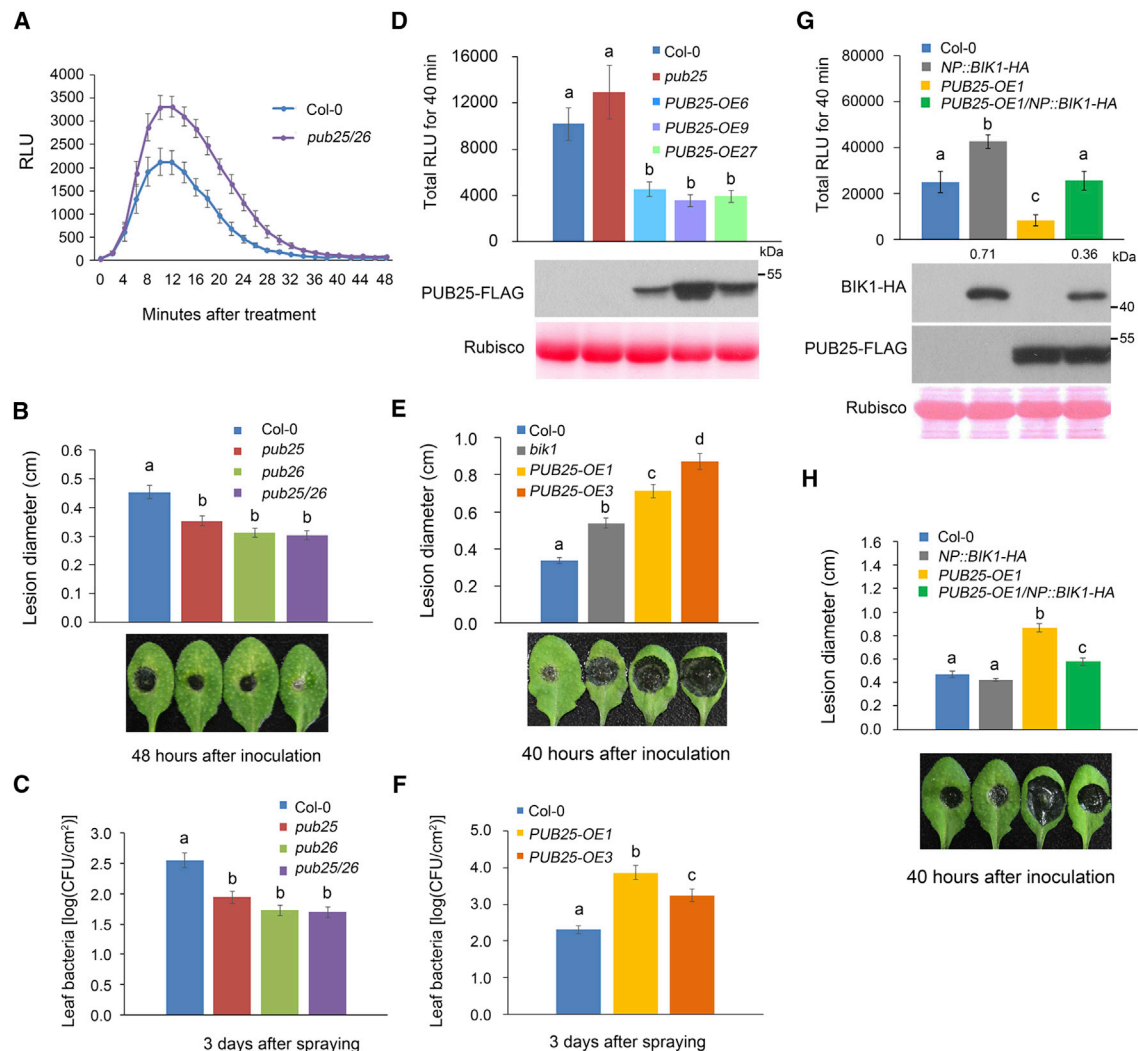 A
4000
3500
3000
2500
2000
1500
1000
500
0
RLU
Col-0
pub25/26
0 4 8 12 16 20 24 28 32 36 40 44 48
Minutes after treatment
B
Col-0
pub25
pub26
pub25/26
0.6
0.5
0.4
0.3
0.2
0.1
0.0
Lesion diameter (cm)
a b b b
48 hours after inoculation
C
Col-0
pub25
pub26
pub25/26
3.0
2.5
2.0
1.5
1.0
0.5
0.0
Leaf bacteria [log(CFU/cm²)]
a b b b
3 days after spraying
D
16000
12000
8000
4000
0
Total RLU for 40 min
Col-0
pub25
PUB25-OE6
PUB25-OE9
PUB25-OE27
a a b b b
kDa
55
PUB25-FLAG
Rubisco
E
Col-0
bik1
PUB25-OE1
PUB25-OE3
1.0
0.8
0.6
0.4
0.2
0.0
Lesion diameter (cm)
a b c d
40 hours after inoculation
F
Col-0
PUB25-OE1
PUB25-OE3
5.0
4.0
3.0
2.0
1.0
0.0
Leaf bacteria [log(CFU/cm²)]
a b c
3 days after spraying
G
80000
60000
40000
20000
0
Total RLU for 40 min
Col-0
NP::BIK1-HA
PUB25-OE1
PUB25-OE1/NP::BIK1-HA
a b c a
0.71 0.36 kDa
BIK1-HA
40
PUB25-FLAG
55
Rubisco
H
Col-0
NP::BIK1-HA
PUB25-OE1
PUB25-OE1/NP::BIK1-HA
1.6
1.4
1.2
1.0
0.8
0.6
0.4
0.2
0.0
Lesion diameter (cm)
a a b c
40 hours after inoculation